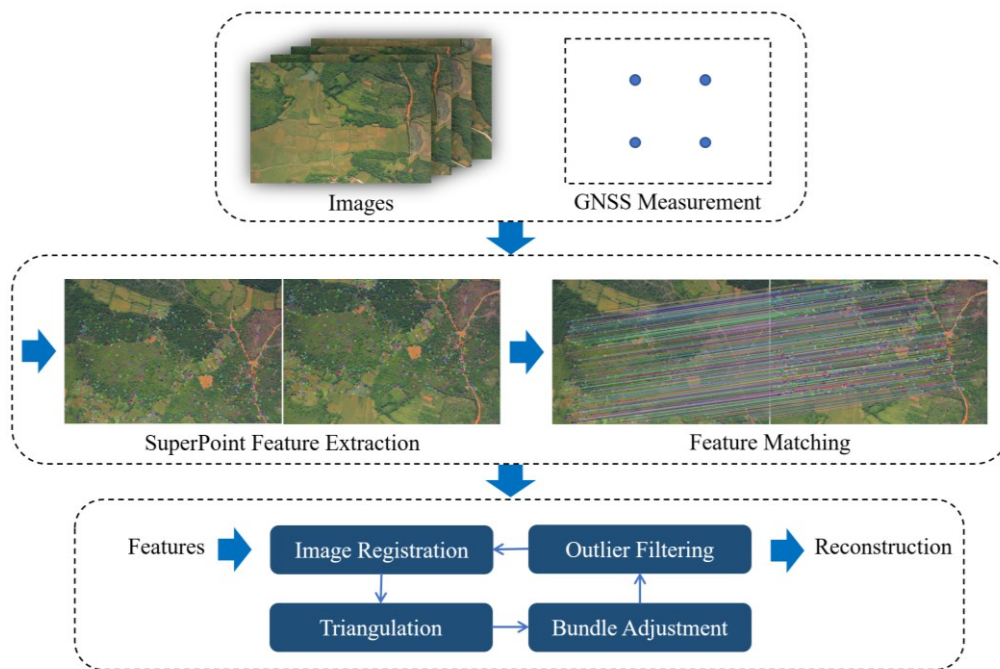 Images
GNSS Measurement
SuperPoint Feature Extraction
Feature Matching
Features
Image Registration
Outlier Filtering
Reconstruction
Triangulation
Bundle Adjustment